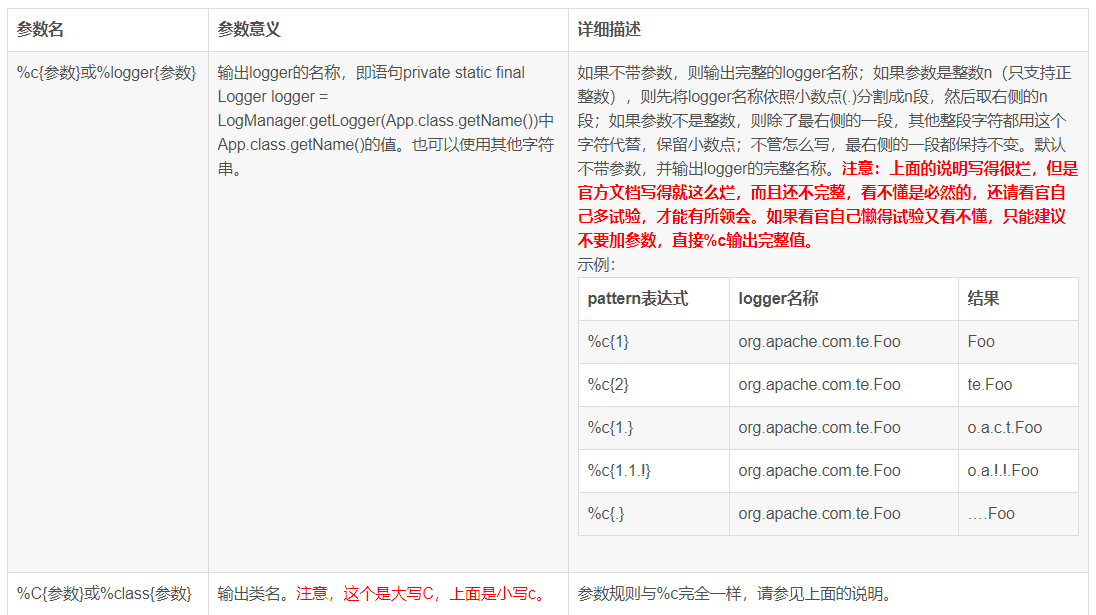 参数名 参数意义 详细描述
%c{参数}或%logger{参数}
输出logger的名称，即语句private static final
Logger logger =
LogManager.getLogger(App.class.getName())中
App.class.getName()的值。也可以使用其他字符
串。
如果不带参数，则输出完整的logger名称；如果参数是整数n（只支持正
整数），则先将logger名称依照小数点(.)分割成n段，然后取右侧的n
段；如果参数不是整数，则除了最右侧的一段，其他整段字符都用这个
字符代替，保留小数点；不管怎么写，最右侧的一段都保持不变。默认
不带参数，并输出logger的完整名称。注意：上面的说明写得很烂，但是
官方文档写得就这么烂，而且还不完整，看不懂是必然的，还请看官自
己多试验，才能有所领会。如果看官自己懒得试验又看不懂，只能建议
不要加参数，直接%c输出完整值。
示例：
pattern表达式 logger名称 结果
%c{1} org.apache.com.te.Foo Foo
%c{2} org.apache.com.te.Foo te.Foo
%c{1.} org.apache.com.te.Foo o.a.c.t.Foo
%c{1.1.!} org.apache.com.te.Foo o.a.!.!.Foo
%c{.} org.apache.com.te.Foo ....Foo
%C{参数}或%class{参数} 输出类名。注意，这个是大写C，上面是小写c。 参数规则与%c完全一样，请参见上面的说明。